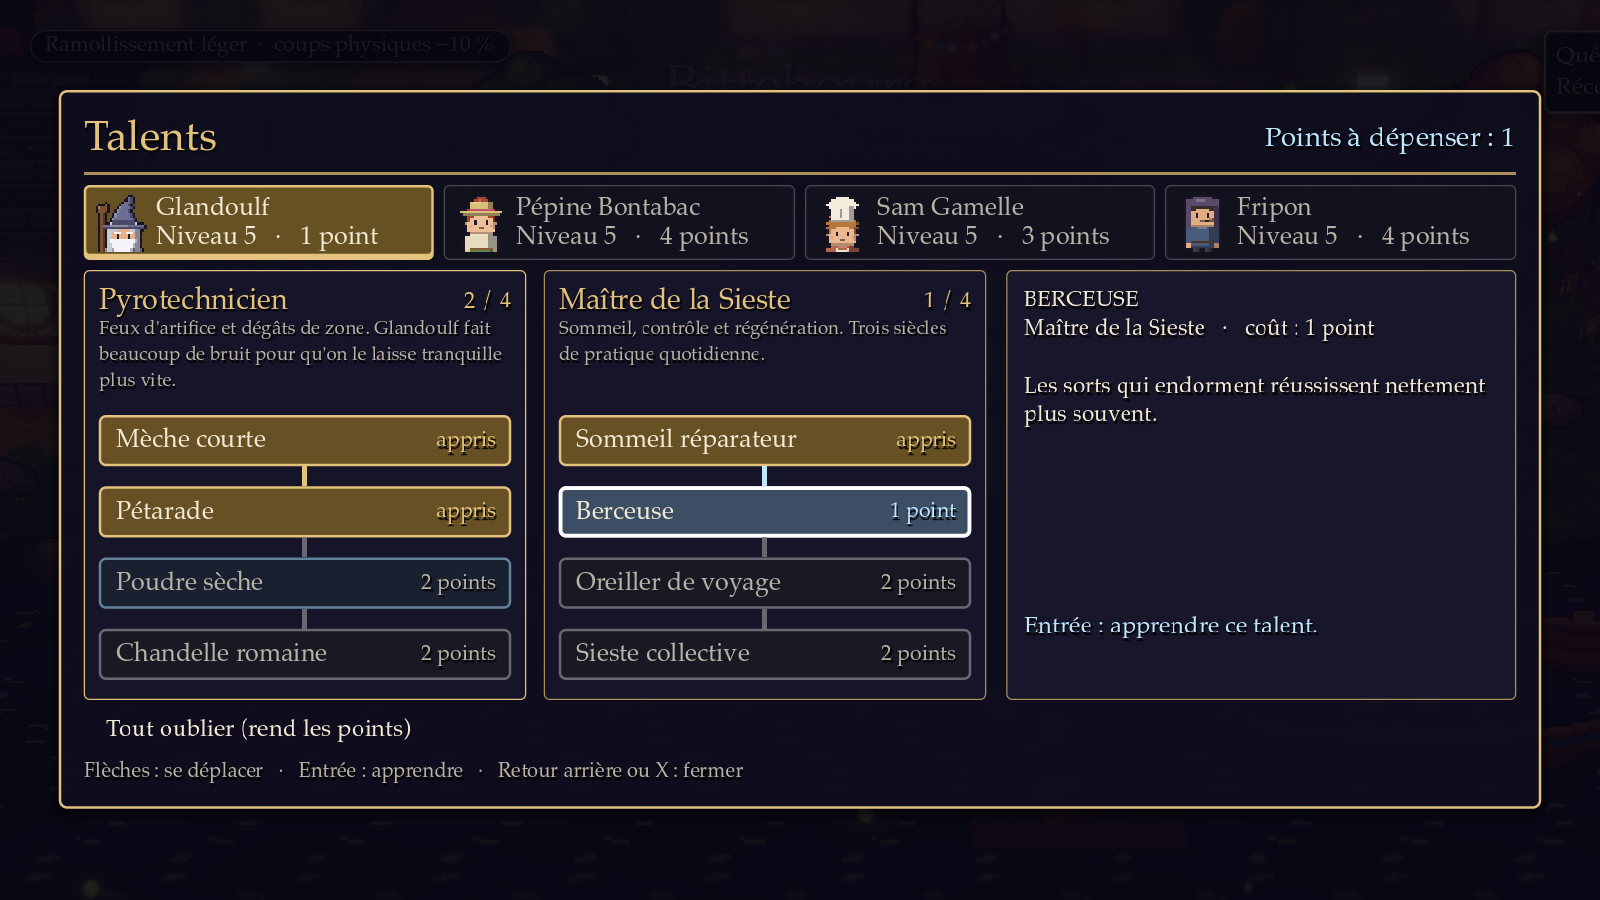 Ramollissement léger · coups physiques −10 %
Bittebourg
Quê
Réco
Talents
Points à dépenser : 1
Glandoulf
Niveau 5 · 1 point
Pépine Bontabac
Niveau 5 · 4 points
Sam Gamelle
Niveau 5 · 3 points
Fripon
Niveau 5 · 4 points
Pyrotechnicien 2 / 4
Feux d'artifice et dégâts de zone. Glandoulf fait
beaucoup de bruit pour qu'on le laisse tranquille
plus vite.
Mèche courte appris
Pétarade appris
Poudre sèche 2 points
Chandelle romaine 2 points
Maître de la Sieste 1 / 4
Sommeil, contrôle et régénération. Trois siècles
de pratique quotidienne.
Sommeil réparateur appris
Berceuse 1 point
Oreiller de voyage 2 points
Sieste collective 2 points
BERCEUSE
Maître de la Sieste · coût : 1 point
Les sorts qui endorment réussissent nettement
plus souvent.
Entrée : apprendre ce talent.
Tout oublier (rend les points)
Flèches : se déplacer · Entrée : apprendre · Retour arrière ou X : fermer